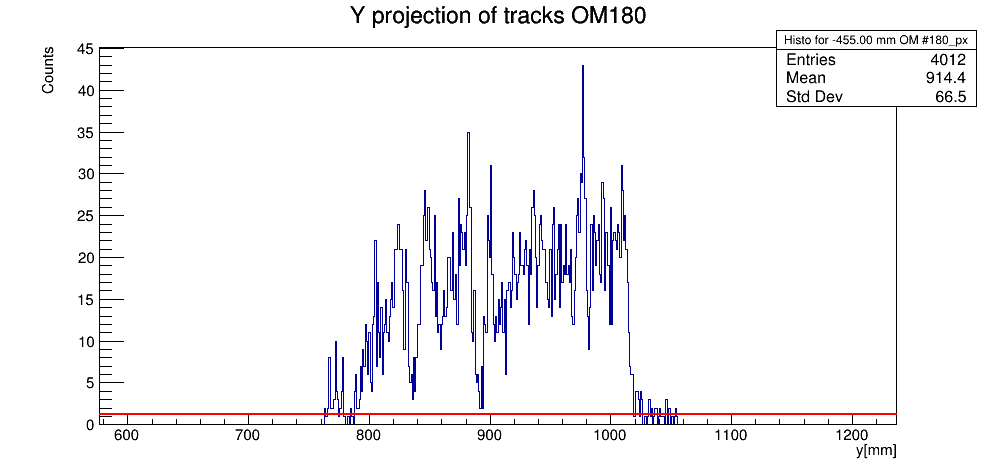 Y projection of tracks OM180
Histo for -455.00 mm OM #180_px
Entries 4012
Mean 914.4
Std Dev 66.5
Counts
45
40
35
30
25
20
15
10
5
0
600 700 800 900 1000 1100 1200
y[mm]